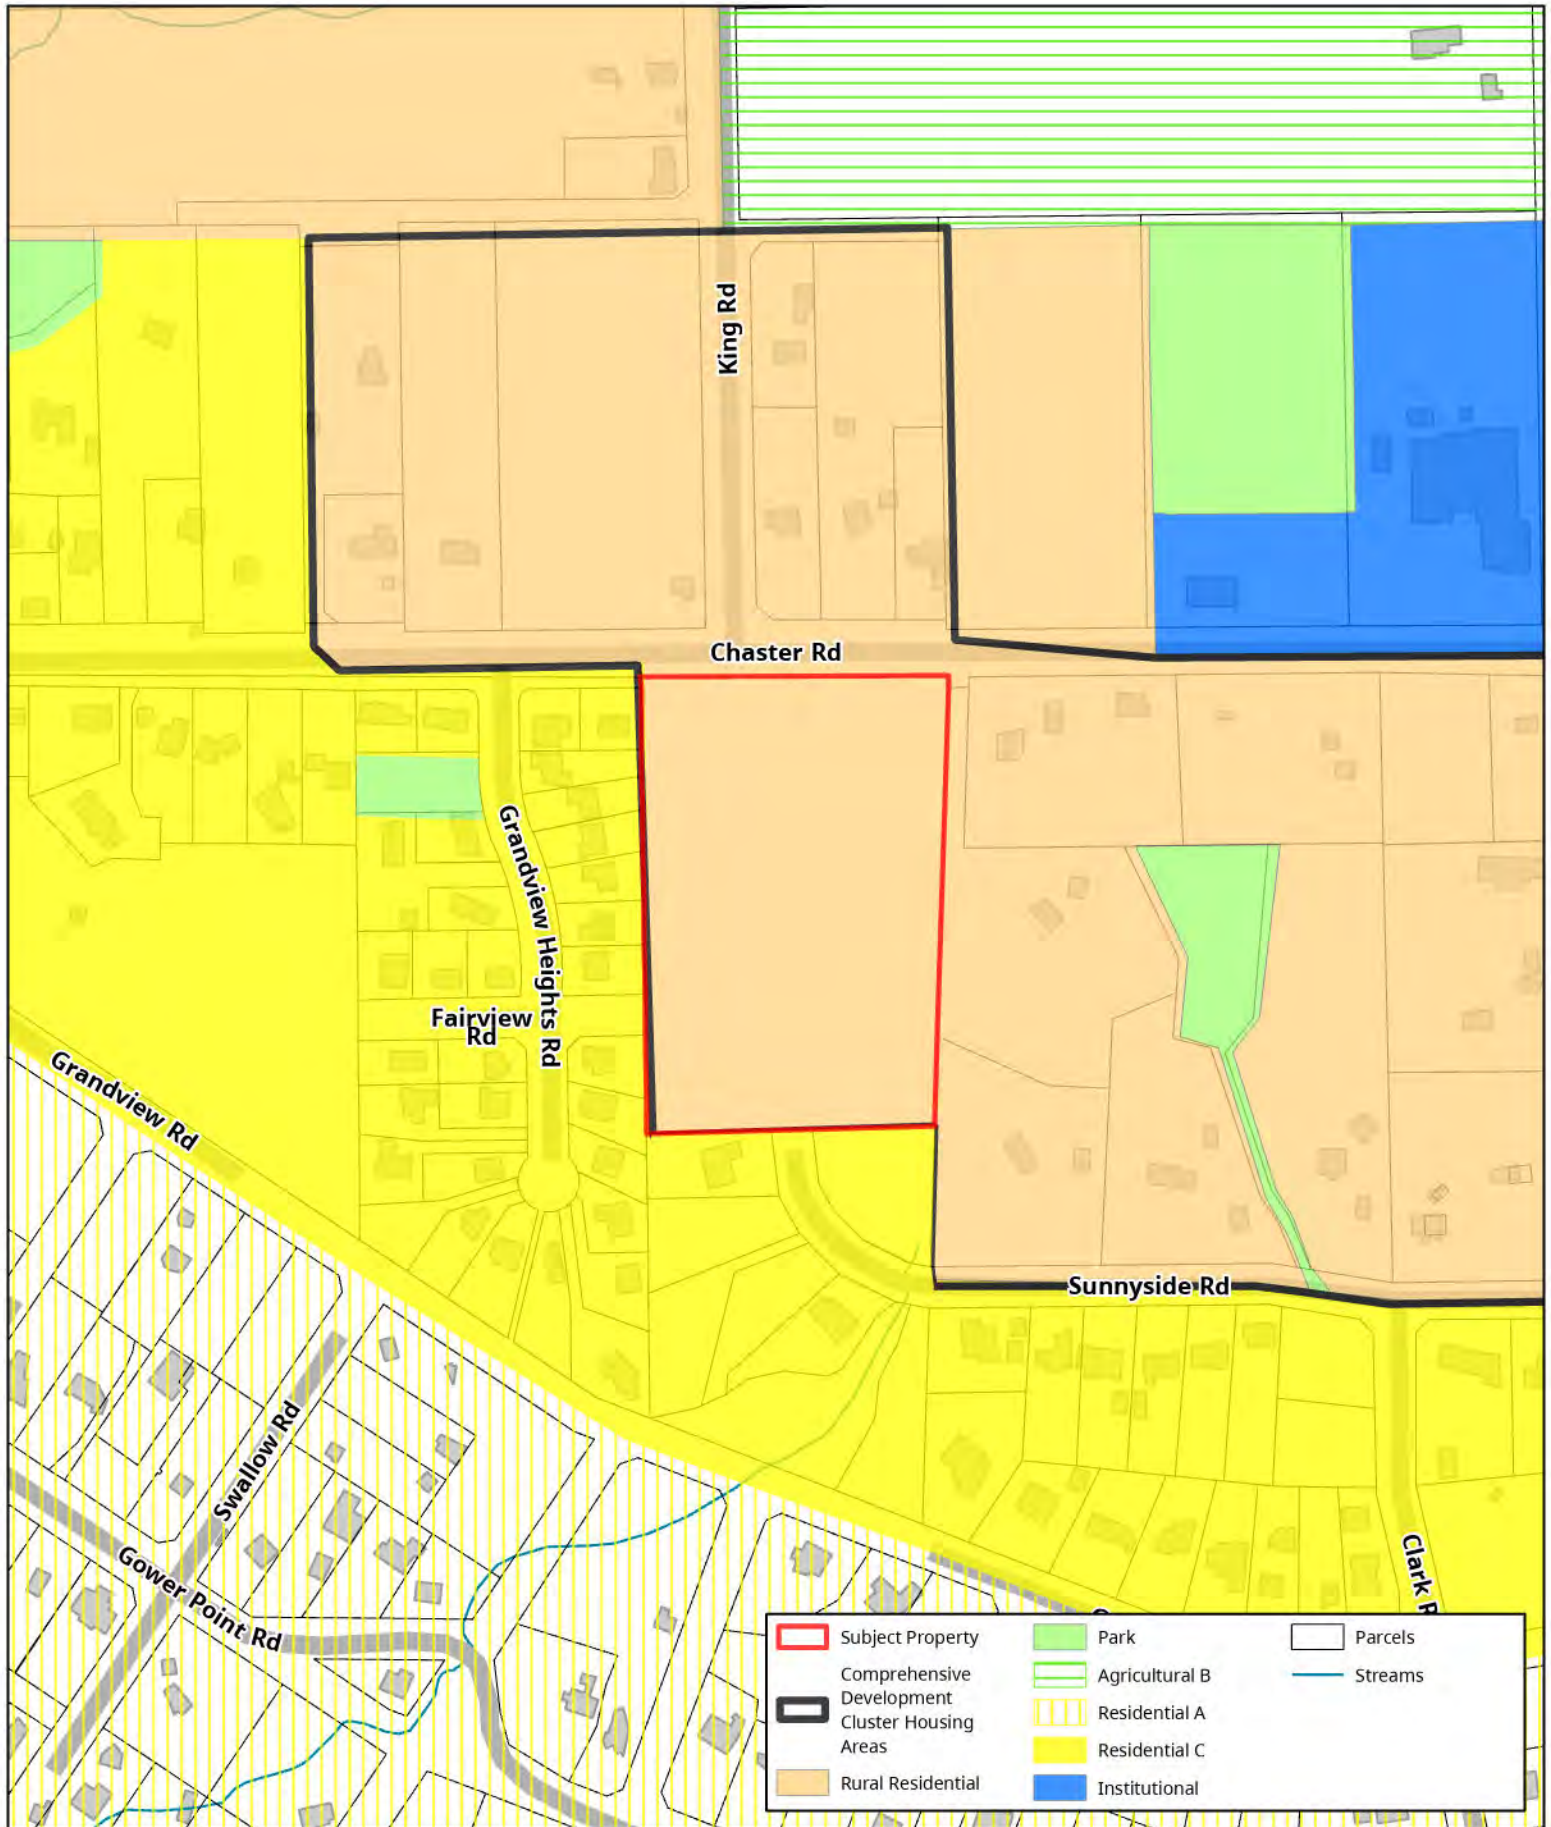 King Rd
Chaster Rd
Grandview Heights Rd
Fairview
Rd
Grandview Rd
Sunnyside Rd
Swallow Rd
Gower Point Rd
Clark R
Subject Property
Comprehensive
Development
Cluster Housing
Areas
Rural Residential
Park
Agricultural B
Residential A
Residential C
Institutional
Parcels
Streams